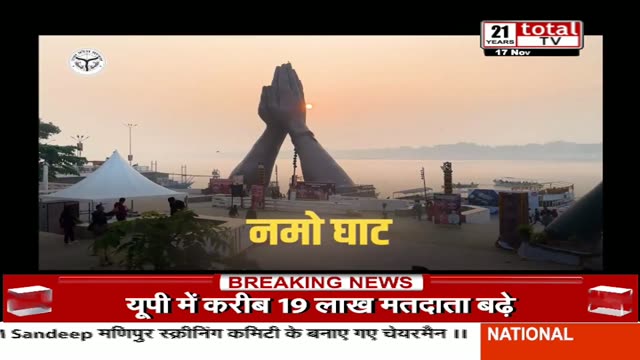 21 YEARS total TV
17 Nov
नमो घाट
BREAKING NEWS
यूपी में करीब 19 लाख मतदाता बढ़े
Sandeep मणिपुर स्क्रीनिंग कमिटी के बनाए गए चेयरमैन II
NATIONAL